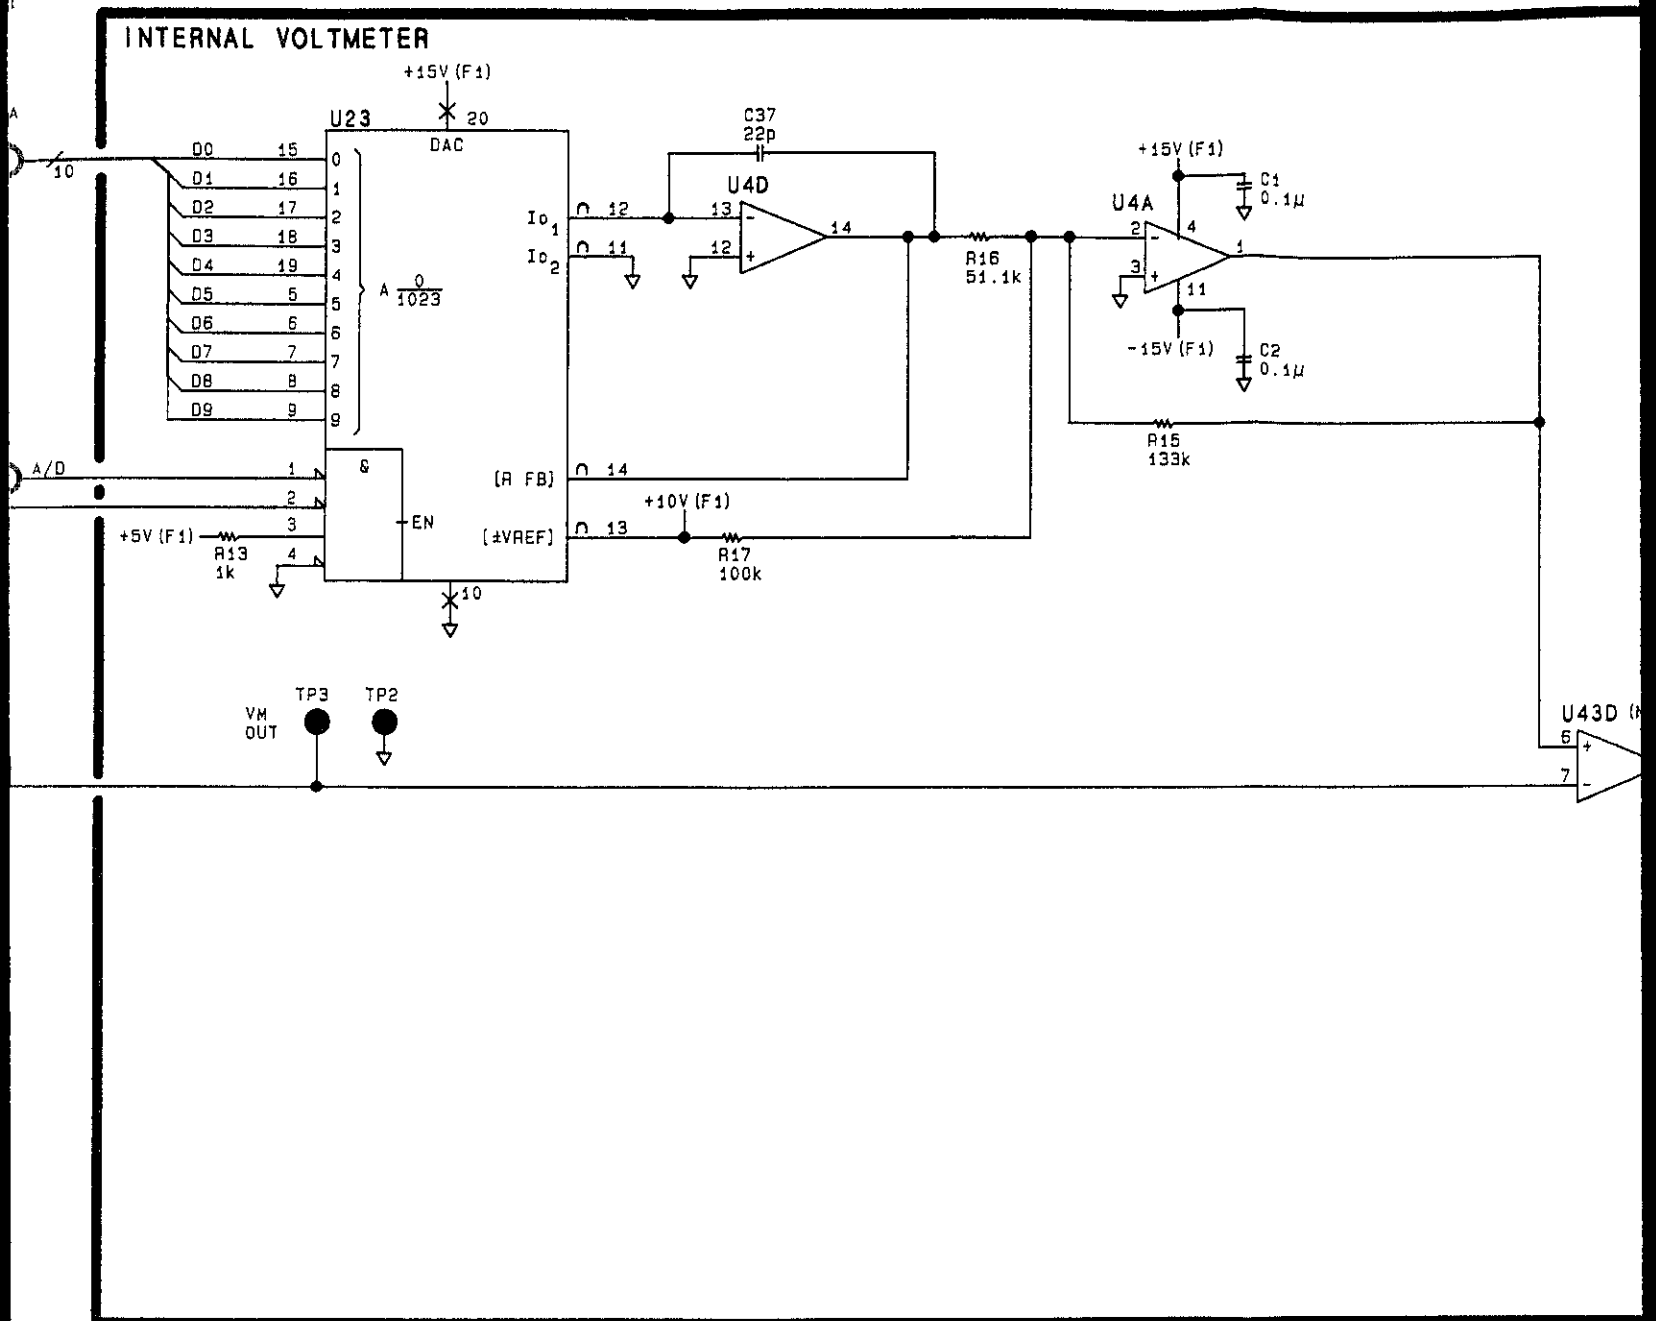 INTERNAL VOLTMETER
+15V (F1)
A
U23
20
DAC
10
D0 15 0
D1 16 1
D2 17 2
D3 18 3
D4 19 4
D5 5 5
D6 6 6
D7 7 7
D8 8 8
D9 9 9
A 0
1023
Io1 12
Io2 11
C37
22p
U4D
13 -
12 +
14
R16
51.1k
+15V (F1)
C1
0.1µ
U4A
4
2 -
3 +
1
11
-15V (F1)
C2
0.1µ
R15
133k
A/D 1
&
2
+5V (F1)
3
R13
1k
4
EN
[R FB] 14
+10V (F1)
[±VREF] 13
R17
100k
10
TP3 TP2
VM
OUT
U43D
6 +
7 -